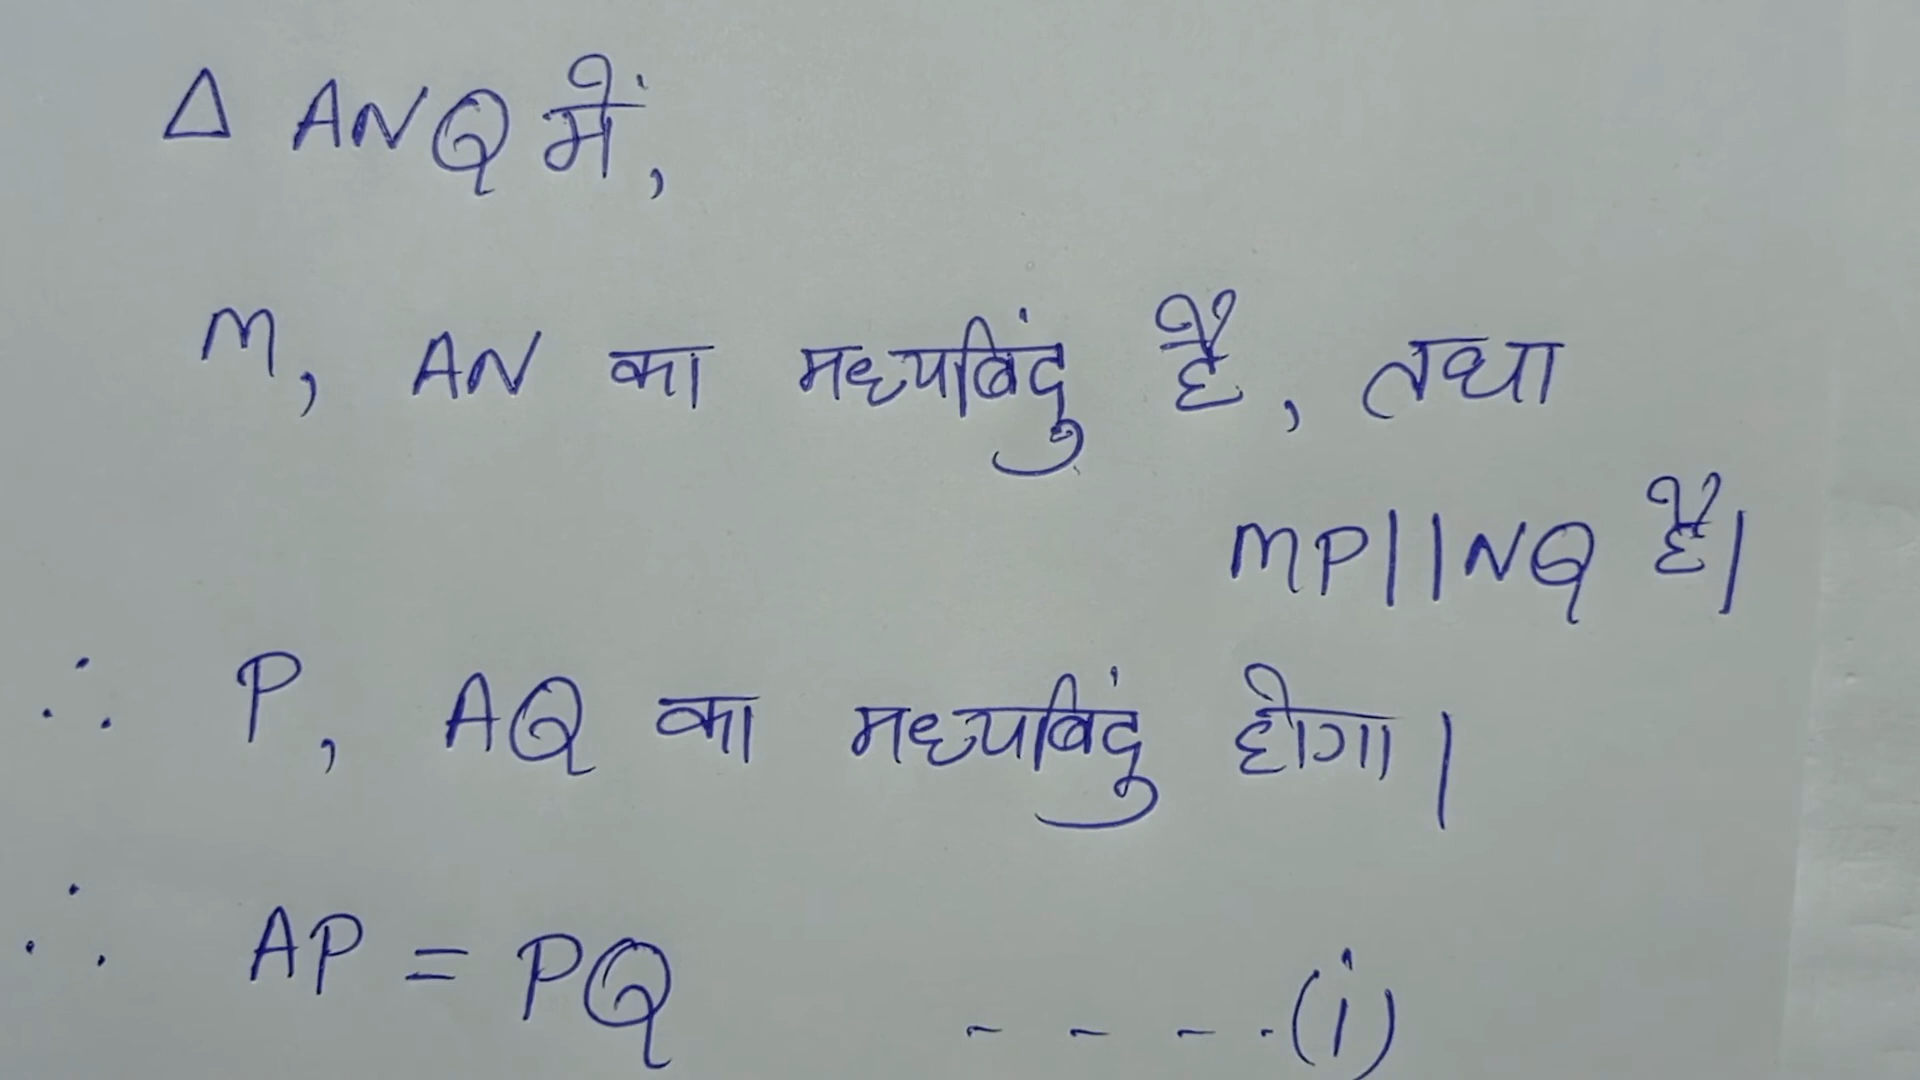 Δ ANQ में,
M, AN का मध्यबिंदु है, तथा
MP||NQ है।
∴ P, AQ का मध्यबिंदु होगा।
∴ AP = PQ - - - - (i)